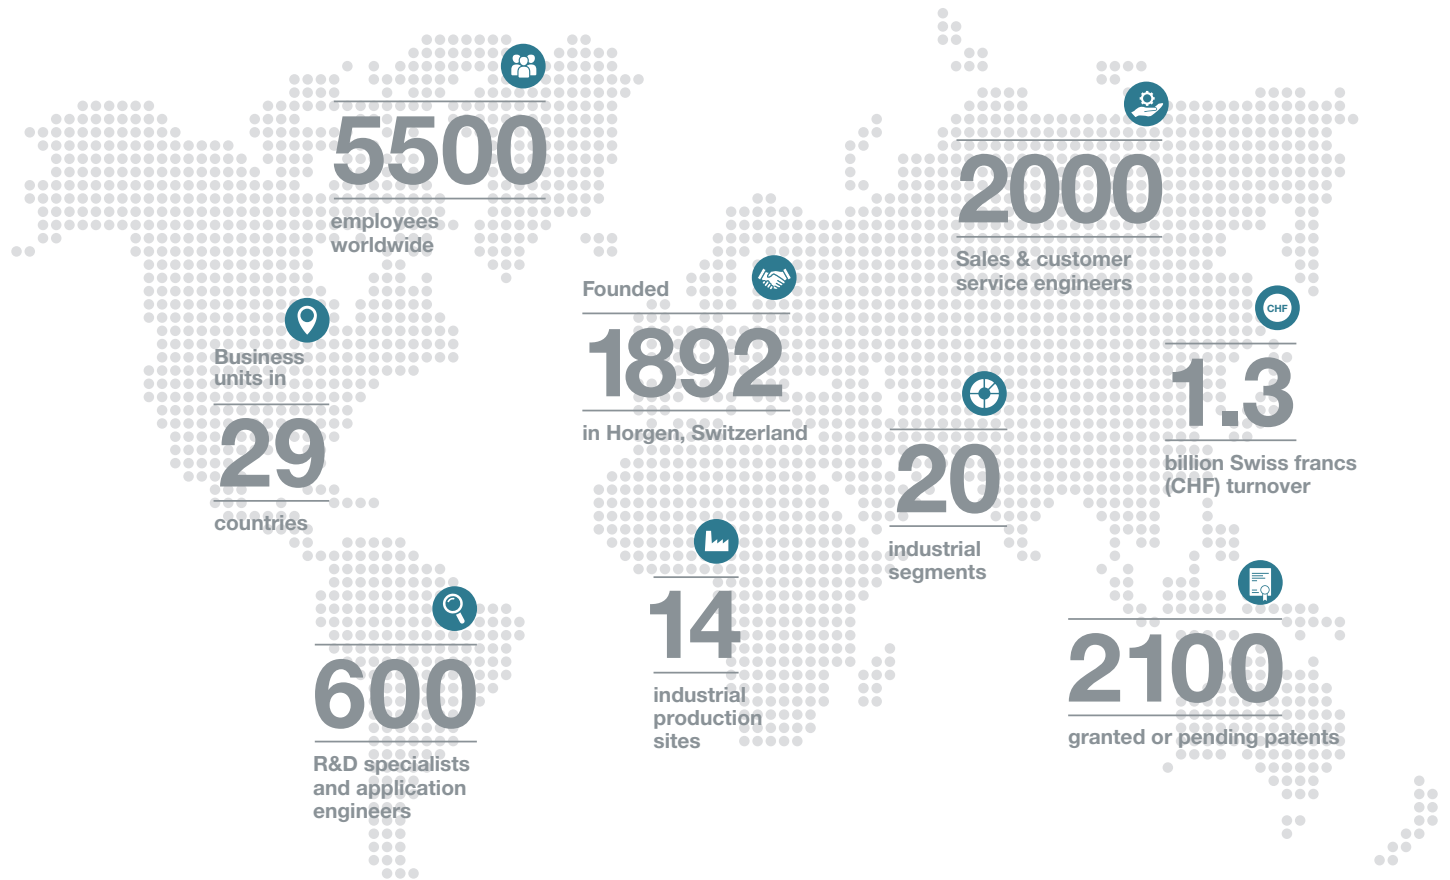 5500
employees
worldwide
2000
Sales & customer
service engineers
Founded
1892
in Horgen, Switzerland
CHF
1.3
billion Swiss francs
(CHF) turnover
Business
units in
29
countries
20
industrial
segments
14
industrial
production
sites
2100
granted or pending patents
600
R&D specialists
and application
engineers